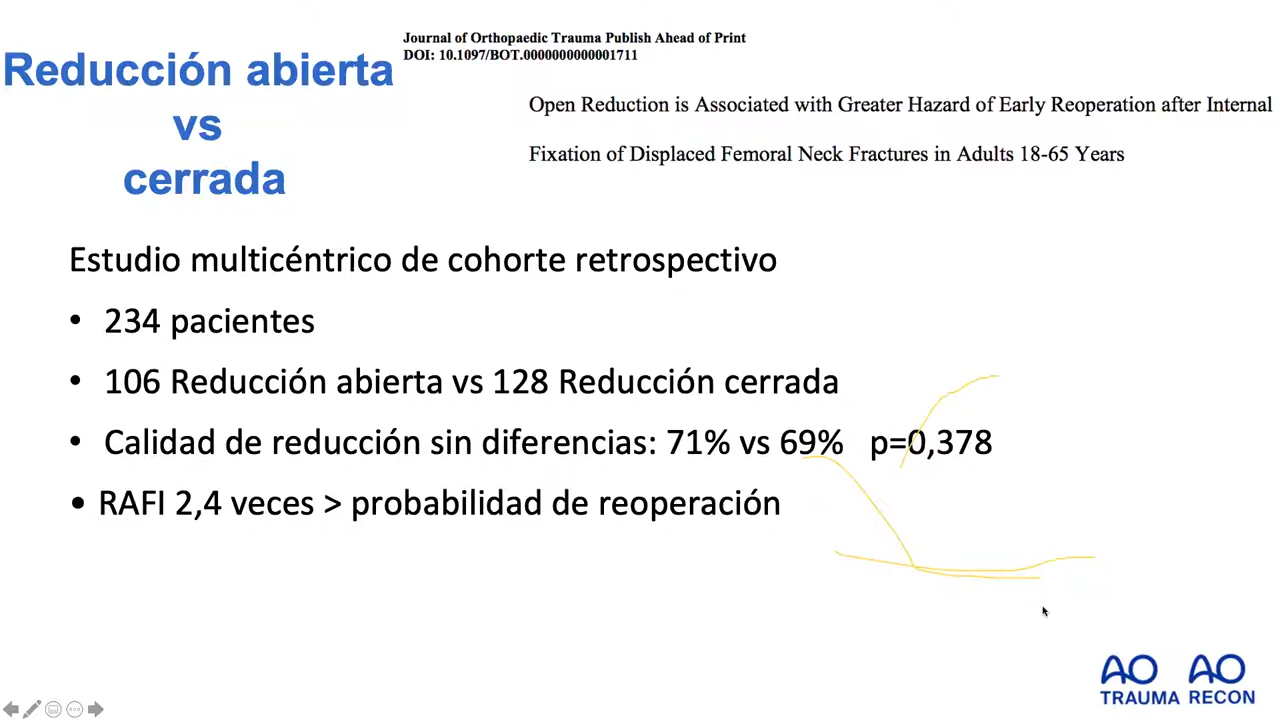 Reducción abierta
vs
cerrada
Journal of Orthopaedic Trauma Publish Ahead of Print
DOI: 10.1097/BOT.0000000000001711
Open Reduction is Associated with Greater Hazard of Early Reoperation after Internal
Fixation of Displaced Femoral Neck Fractures in Adults 18-65 Years
Estudio multicéntrico de cohorte retrospectivo
• 234 pacientes
• 106 Reducción abierta vs 128 Reducción cerrada
• Calidad de reducción sin diferencias: 71% vs 69% p=0,378
• RAFI 2,4 veces > probabilidad de reoperación
AO AO
TRAUMA RECON